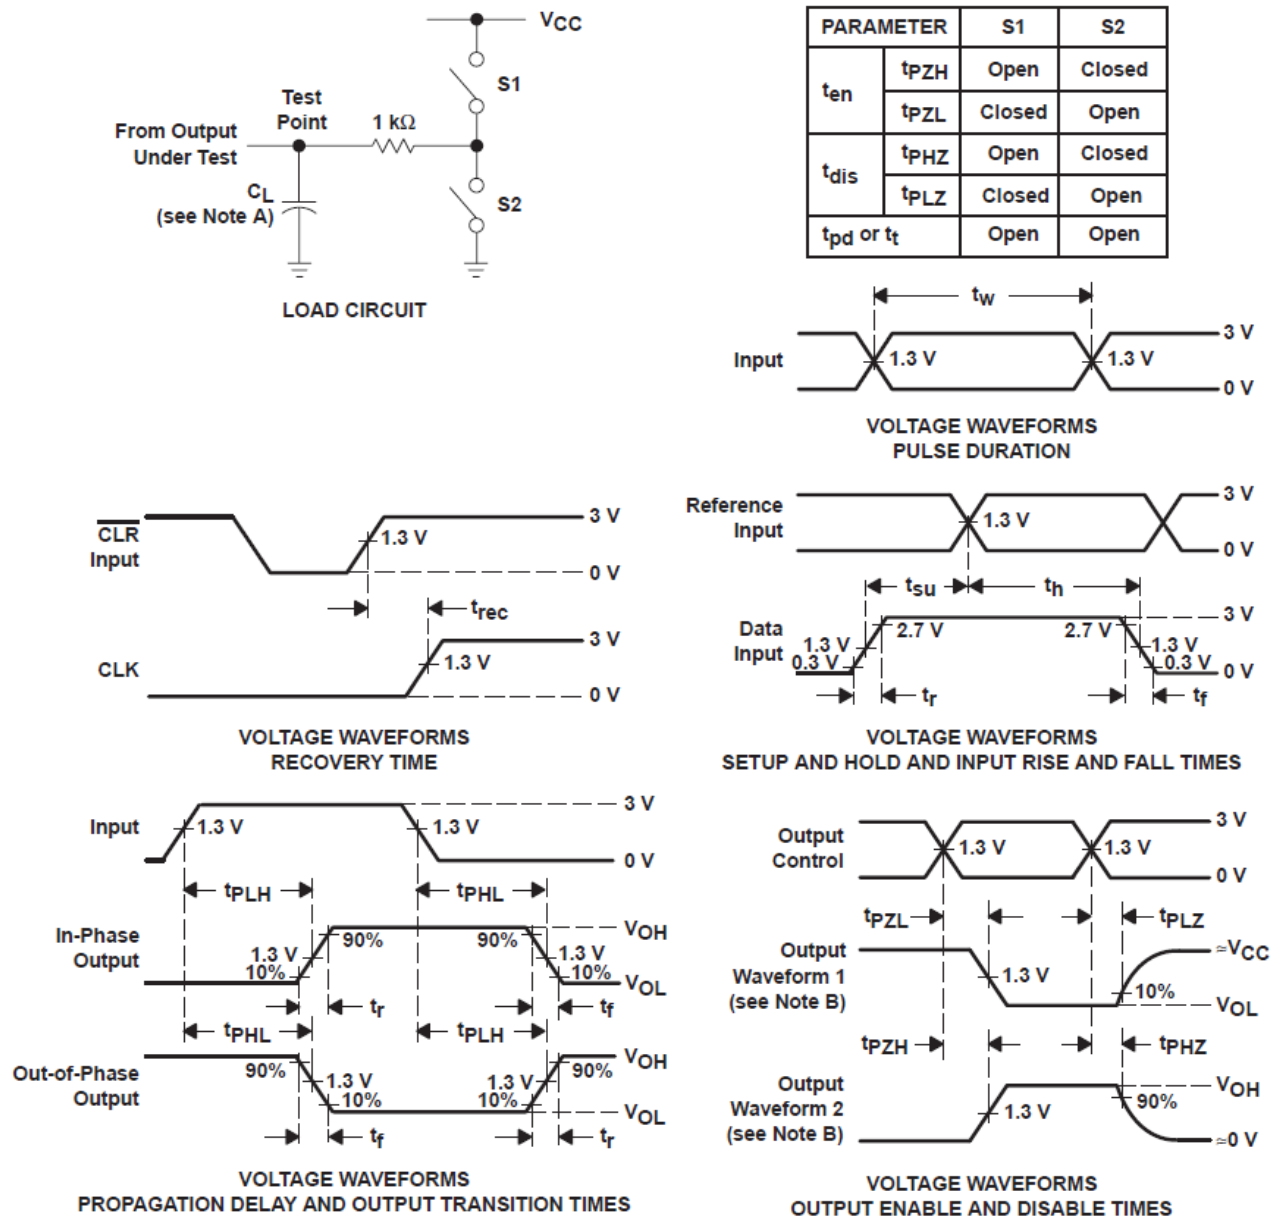 VCC
S1
Test
Point
1 kΩ
From Output
Under Test
CL
(see Note A)
S2
LOAD CIRCUIT
PARAMETER S1 S2
ten tPZH Open Closed
tPZL Closed Open
tdis tPHZ Open Closed
tPLZ Closed Open
tpd or tt Open Open
tw
3 V
Input 1.3 V 1.3 V
0 V
VOLTAGE WAVEFORMS
PULSE DURATION
CLR
Input
3 V
1.3 V
0 V
trec
3 V
CLK 1.3 V
0 V
VOLTAGE WAVEFORMS
RECOVERY TIME
Reference
Input
3 V
1.3 V
0 V
tsu th
Data
Input
3 V
2.7 V 2.7 V
1.3 V 1.3 V
0.3 V 0.3 V 0 V
tr tf
VOLTAGE WAVEFORMS
SETUP AND HOLD AND INPUT RISE AND FALL TIMES
3 V
Input 1.3 V 1.3 V
0 V
tPLH tPHL
In-Phase
Output
VOH
90% 90%
1.3 V 1.3 V
10% 10%
VOL
tr tf
tPHL tPLH
Out-of-Phase
Output
VOH
90% 90%
1.3 V 1.3 V
10% 10%
VOL
tf tr
VOLTAGE WAVEFORMS
PROPAGATION DELAY AND OUTPUT TRANSITION TIMES
Output
Control
3 V
1.3 V 1.3 V
0 V
tPZL tPLZ
Output
Waveform 1
(see Note B)
≃VCC
1.3 V
10%
VOL
tPZH tPHZ
Output
Waveform 2
(see Note B)
VOH
1.3 V 90%
≃0 V
VOLTAGE WAVEFORMS
OUTPUT ENABLE AND DISABLE TIMES